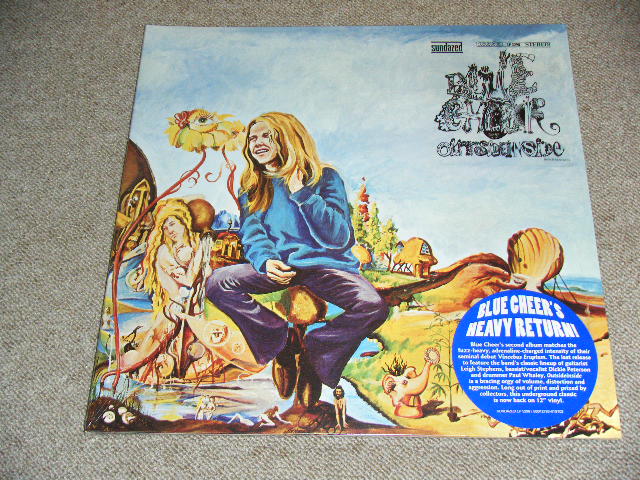 sundazed
STEREO
BLUE
CHEER
OUTSIDEINSIDE
BLUE CHEER'S
HEAVY RETURN!
Blue Cheer's second album matches the
fuzz-heavy, adrenaline-charged intensity of their
seminal debut Vincebus Eruptum. The last release
to feature the band's classic lineup of guitarist
Leigh Stephens, bassist/vocalist Dickie Peterson
and drummer Paul Whaley, Outsideinside
is a bracing orgy of volume, distortion and
aggression. Long out of print and prized by
collectors, this underground classic
is now back on 12" vinyl.